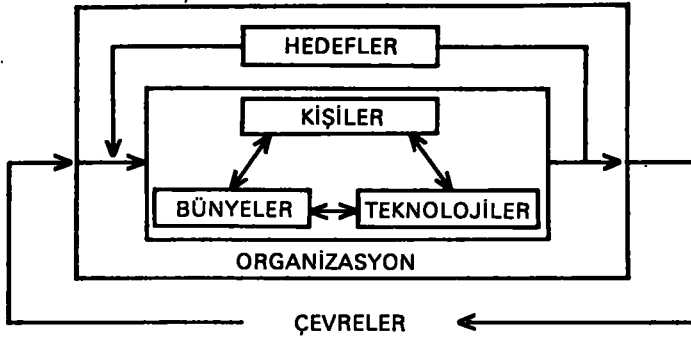 HEDEFLER
KİŞİLER
BÜNYELER
TEKNOLOJİLER
ORGANİZASYON
ÇEVRELER